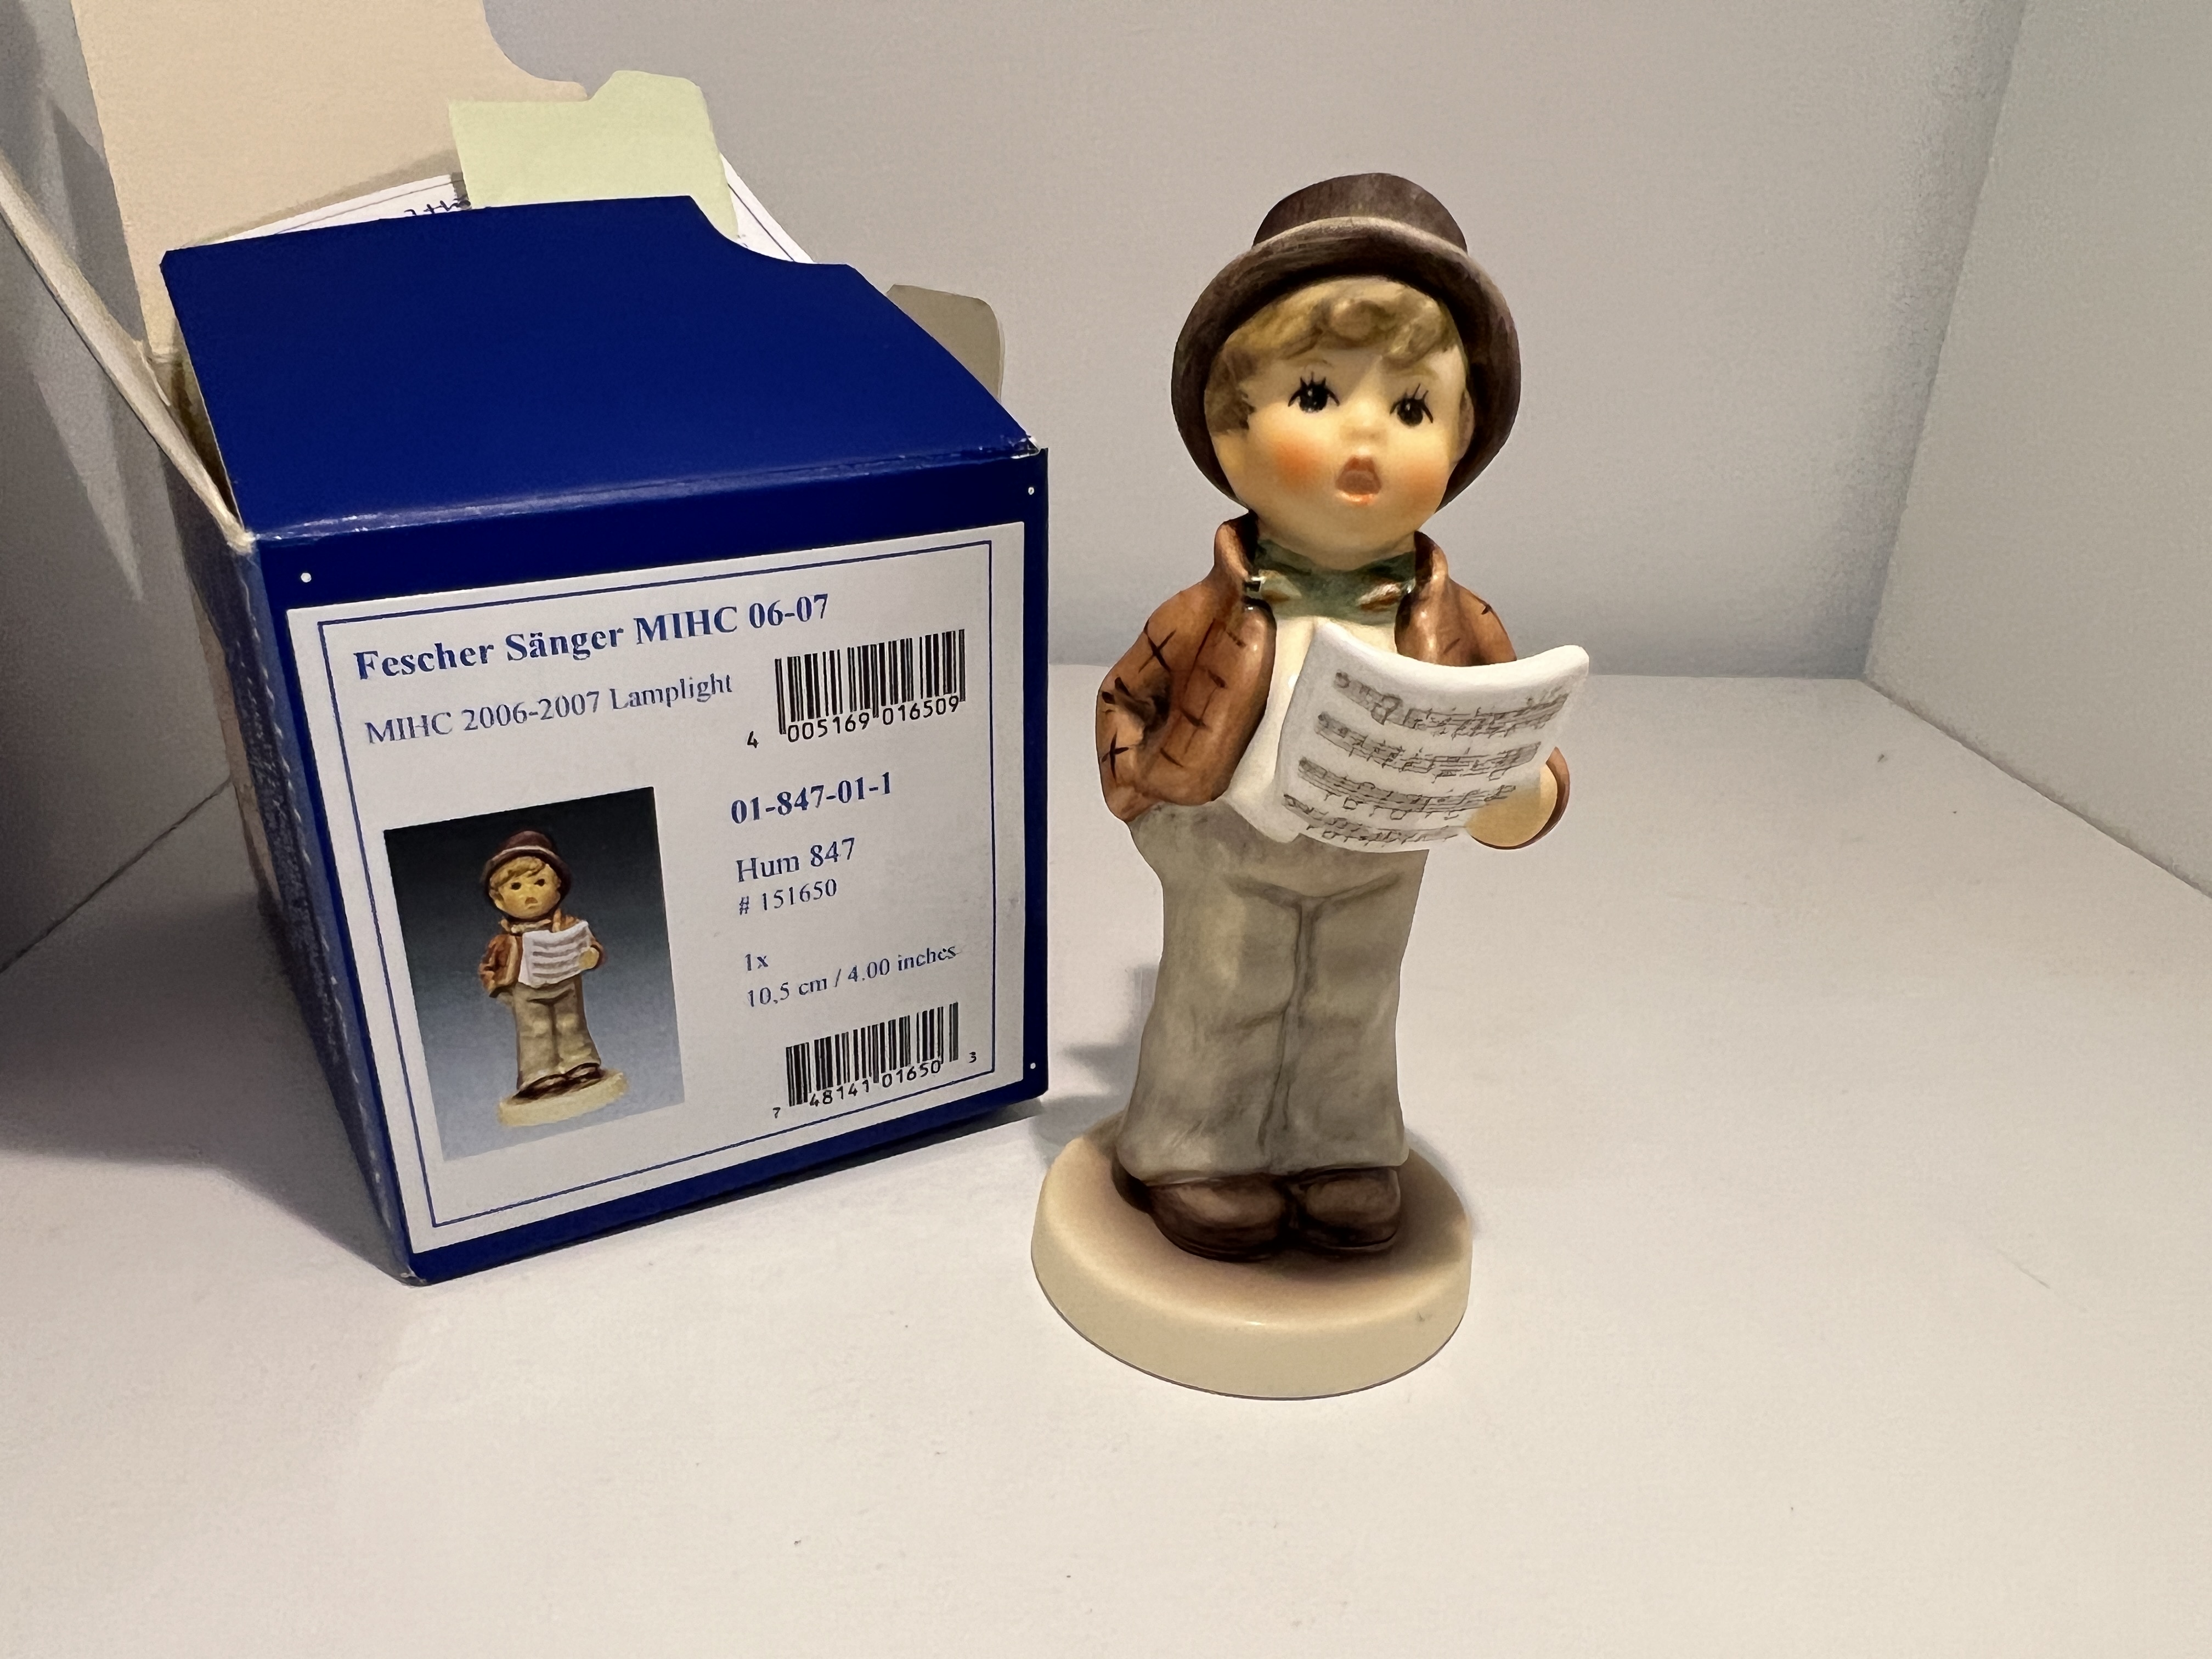 Fescher Sänger MIHC 06-07
MIHC 2006-2007 Lamplight
4 005169 016509
01-847-01-1
Hum 847
# 151650
1x
10,5 cm / 4.00 inches
7 48141 01650 3